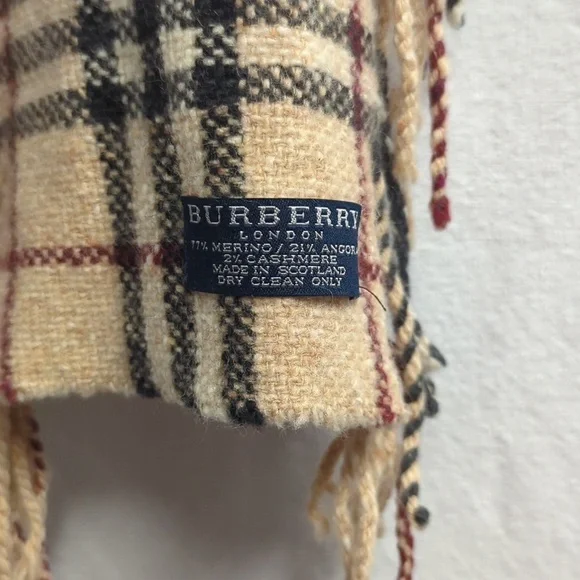 BURBERRY
LONDON
77% MERINO / 21% ANGORA
2% CASHMERE
MADE IN SCOTLAND
DRY CLEAN ONLY